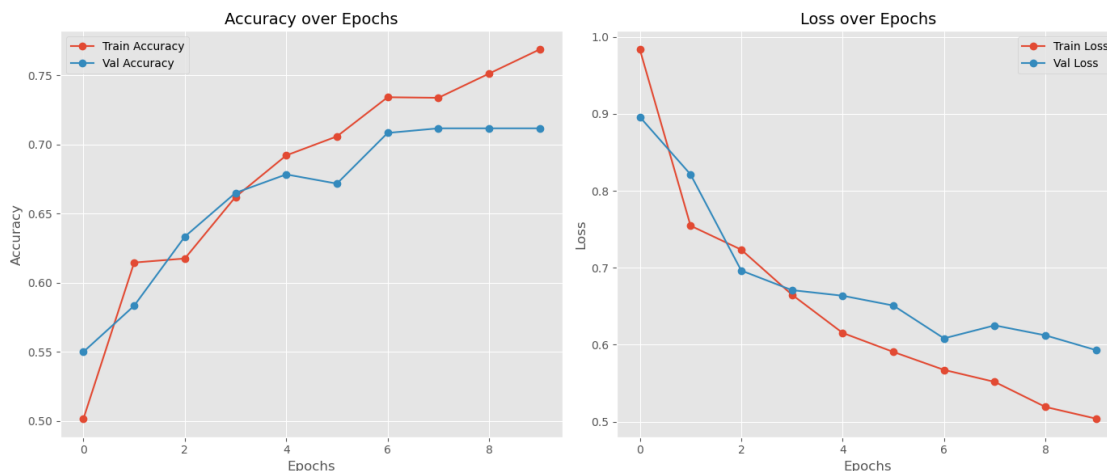 Accuracy over Epochs
Train Accuracy
Val Accuracy
0.75
0.70
0.65
0.60
0.55
0.50
Accuracy
0
2
4
6
8
Epochs
Loss over Epochs
Train Loss
Val Loss
1.0
0.9
0.8
0.7
0.6
0.5
Loss
0
2
4
6
8
Epochs